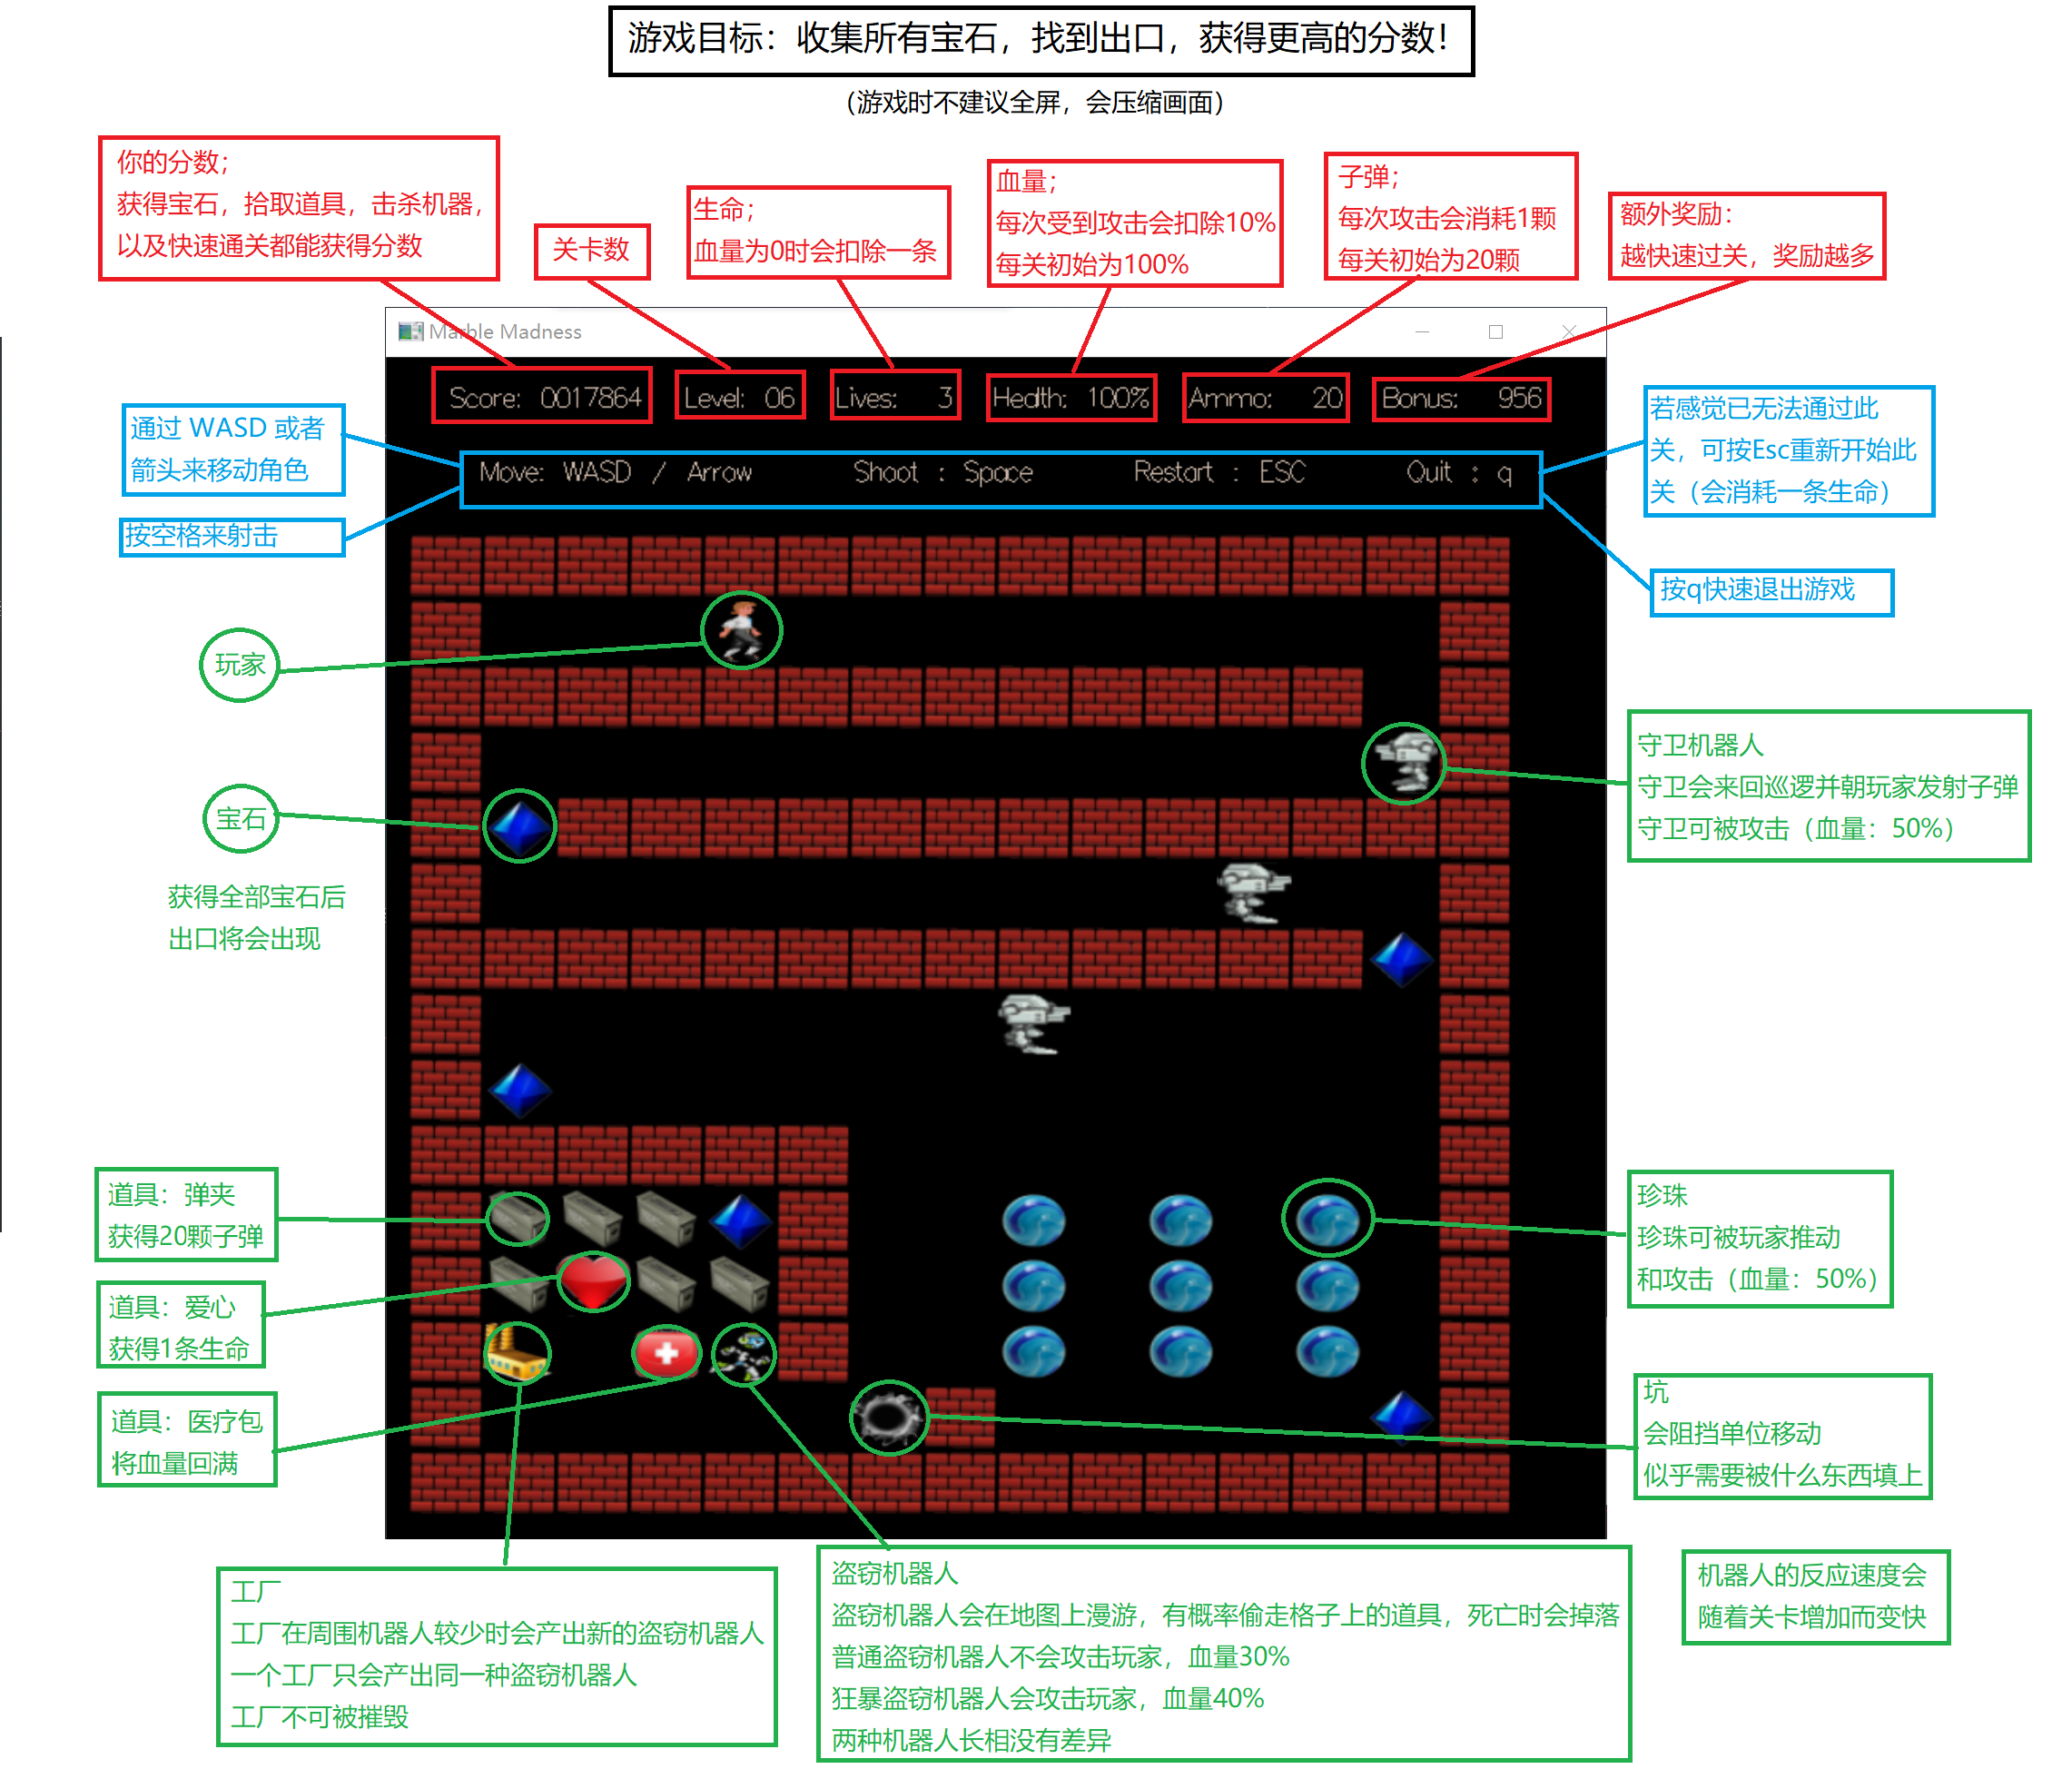 游戏目标：收集所有宝石，找到出口，获得更高的分数！
（游戏时不建议全屏，会压缩画面）
你的分数；
获得宝石，拾取道具，击杀机器，
以及快速通关都能获得分数
关卡数
生命；
血量为0时会扣除一条
血量；
每次受到攻击会扣除10%
每关初始为100%
子弹；
每次攻击会消耗1颗
每关初始为20颗
额外奖励：
越快速过关，奖励越多
Marble Madness
Score: 0017864 Level: 06 Lives: 3 Health: 100% Ammo: 20 Bonus: 956
Move: WASD / Arrow Shoot : Space Restart : ESC Quit : q
通过 WASD 或者
箭头来移动角色
按空格来射击
若感觉已无法通过此
关，可按Esc重新开始此
关（会消耗一条生命）
按q快速退出游戏
玩家
守卫机器人
守卫会来回巡逻并朝玩家发射子弹
守卫可被攻击（血量：50%）
宝石
获得全部宝石后
出口将会出现
道具：弹夹
获得20颗子弹
珍珠
珍珠可被玩家推动
和攻击（血量：50%）
道具：爱心
获得1条生命
道具：医疗包
将血量回满
坑
会阻挡单位移动
似乎需要被什么东西填上
工厂
工厂在周围机器人较少时会产出新的盗窃机器人
一个工厂只会产出同一种盗窃机器人
工厂不可被摧毁
盗窃机器人
盗窃机器人会在地图上漫游，有概率偷走格子上的道具，死亡时会掉落
普通盗窃机器人不会攻击玩家，血量30%
狂暴盗窃机器人会攻击玩家，血量40%
两种机器人长相没有差异
机器人的反应速度会
随着关卡增加而变快